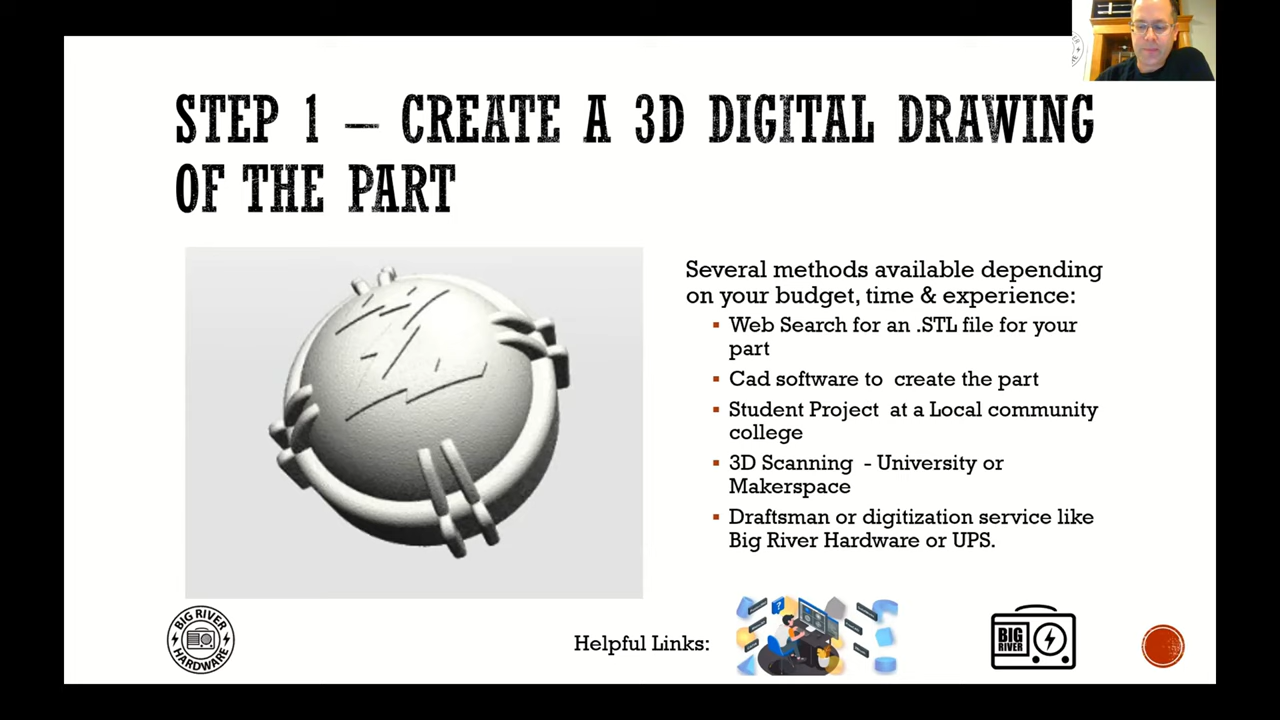 STEP 1 – CREATE A 3D DIGITAL DRAWING
OF THE PART
Several methods available depending
on your budget, time & experience:
▪ Web Search for an .STL file for your
part
▪ Cad software to create the part
▪ Student Project at a Local community
college
▪ 3D Scanning - University or
Makerspace
▪ Draftsman or digitization service like
Big River Hardware or UPS.
BIG RIVER
HARDWARE
Helpful Links:
?
BIG
RIVER